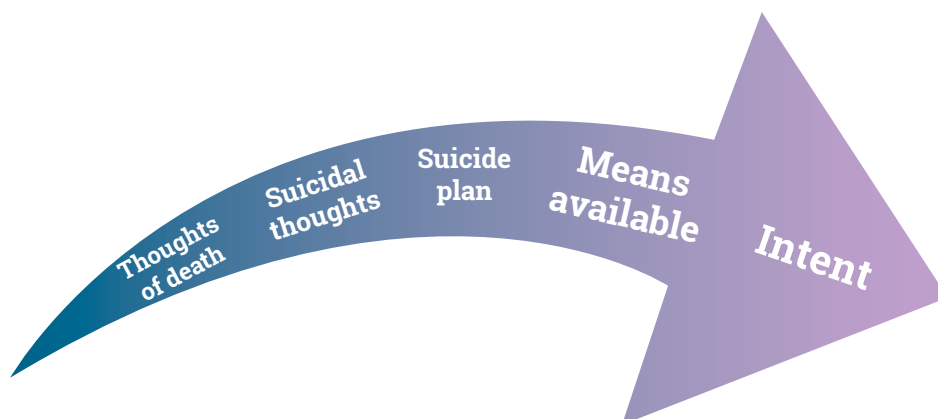 Thoughts
of death
Suicidal
thoughts
Suicide
plan
Means
available
Intent